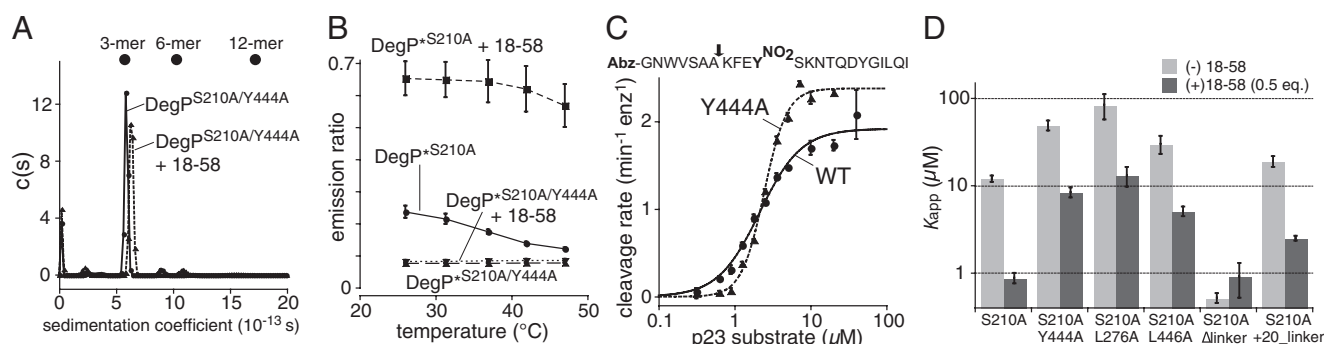 A
3-mer 6-mer 12-mer
DegP^S210A/Y444A
DegP^S210A/Y444A
+ 18-58
c(s)
12
8
4
0
0 5 10 15 20
sedimentation coefficient (10^-13 s)
B
DegP*^S210A + 18-58
DegP*^S210A
DegP*^S210A/Y444A
+ 18-58
DegP*^S210A/Y444A
emission ratio
0.7
0
20 30 40 50
temperature (°C)
C
Abz-GNWVSAAKFEY^NO2 SKNTQDYGILQI
Y444A
WT
cleavage rate (min^-1 enz^-1)
2
1
0
0.1 1 10 100
p23 substrate (µM)
D
(-) 18-58
(+)18-58 (0.5 eq.)
Kapp (µM)
100
10
1
S210A S210A S210A S210A S210A S210A
Y444A L276A L446A Δlinker +20_linker